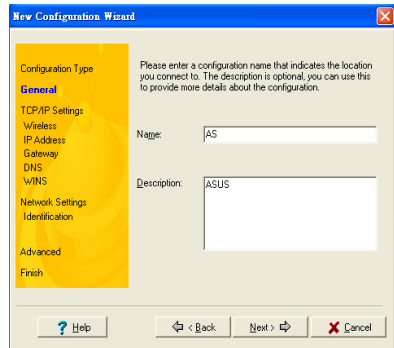 New Configuration Wizard
Configuration Type
General
TCP/IP Settings
Wireless
IP Address
Gateway
DNS
WINS
Network Settings
Identification
Advanced
Finish
Please enter a configuration name that indicates the location
you connect to. The description is optional, you can use this
to provide more details about the configuration.
Name: AS
Description: ASUS
? Help
< Back
Next >
Cancel